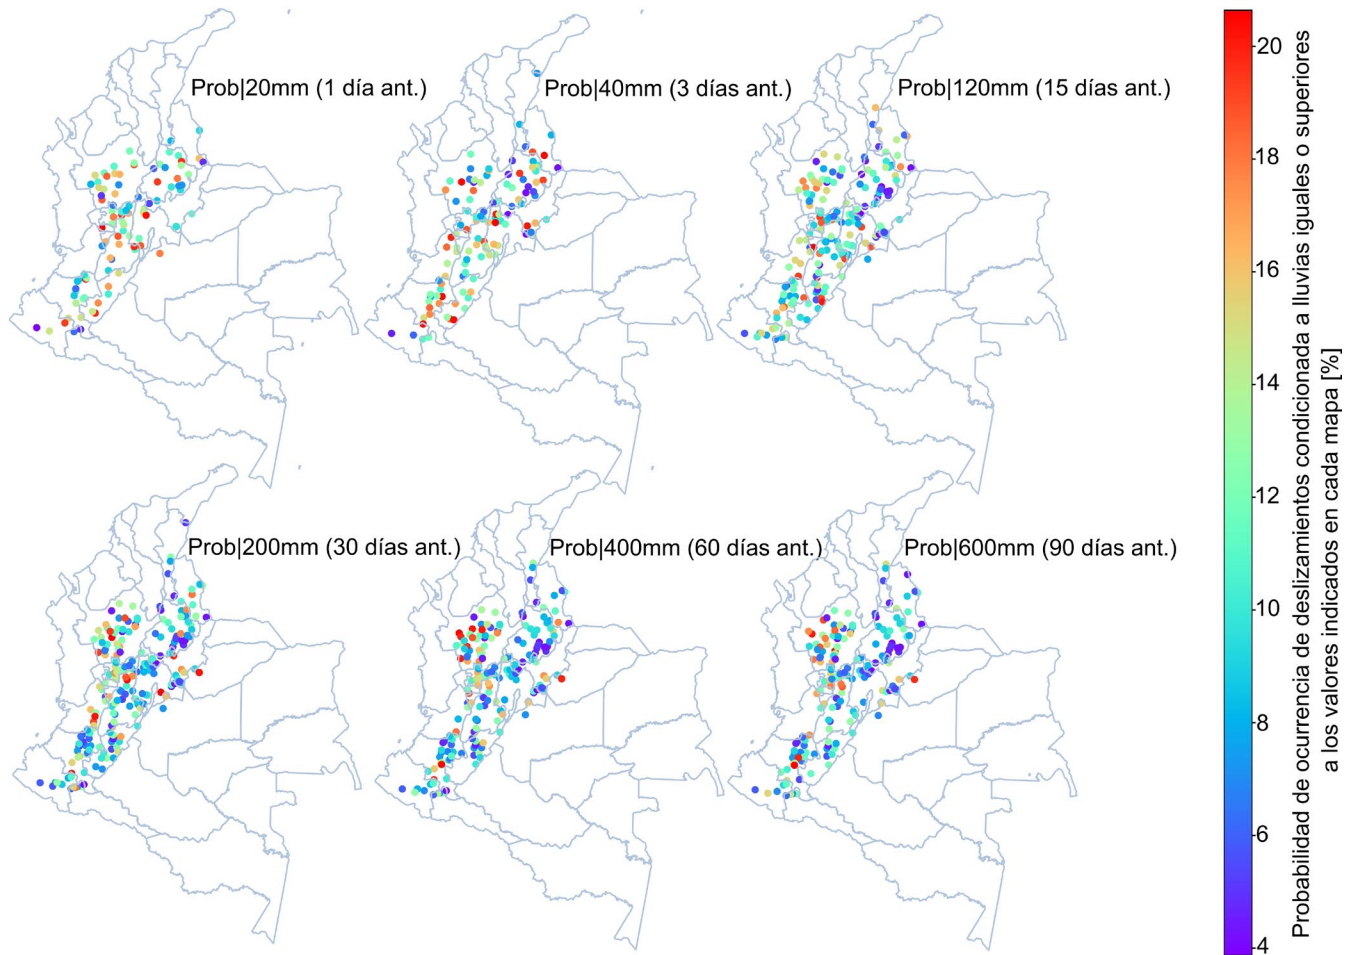 Prob|20mm (1 día ant.)
Prob|40mm (3 días ant.)
Prob|120mm (15 días ant.)
Prob|200mm (30 días ant.)
Prob|400mm (60 días ant.)
Prob|600mm (90 días ant.)
20
18
16
14
12
10
8
6
4
Probabilidad de ocurrencia de deslizamientos condicionada a lluvias iguales o superiores
a los valores indicados en cada mapa [%]